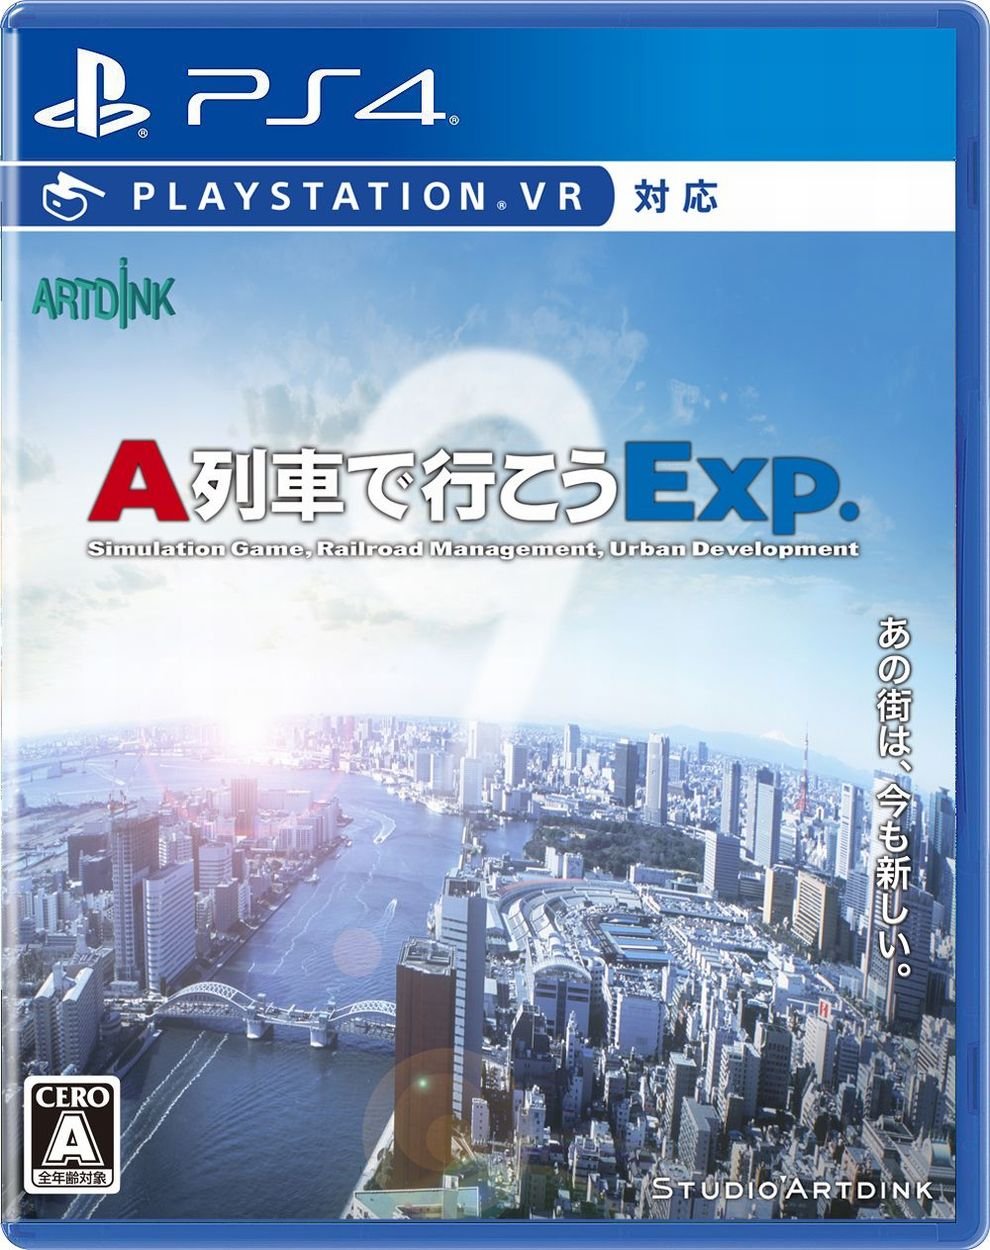 PS4
PLAYSTATION®VR 対応
ARTDINK
9
A列車で行こうExp.
Simulation Game, Railroad Management, Urban Development
あの街は、今も新しい。
CERO
A
全年齢対象
STUDIO ARTDINK